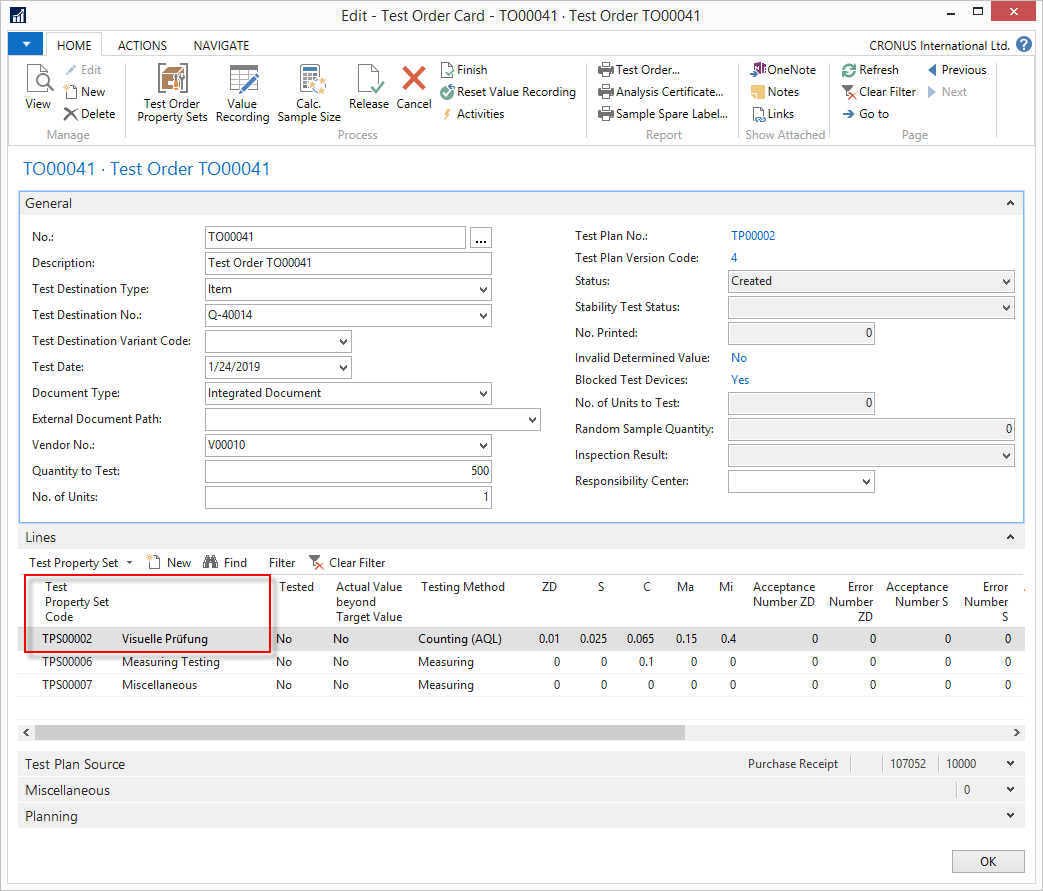 Edit - Test Order Card - TO00041 · Test Order TO00041
HOME ACTIONS NAVIGATE CRONUS International Ltd. ?
View Edit New Delete
Manage
Test Order Property Sets Value Recording Calc. Sample Size Release Cancel Finish Reset Value Recording Activities
Process
Test Order... Analysis Certificate... Sample Spare Label...
Report
OneNote Notes Links
Show Attached
Refresh Clear Filter Go to Previous Next
Page
TO00041 · Test Order TO00041
General
No.: TO00041 ...
Description: Test Order TO00041
Test Destination Type: Item
Test Destination No.: Q-40014
Test Destination Variant Code:
Test Date: 1/24/2019
Document Type: Integrated Document
External Document Path:
Vendor No.: V00010
Quantity to Test: 500
No. of Units: 1
Test Plan No.: TP00002
Test Plan Version Code: 4
Status: Created
Stability Test Status:
No. Printed: 0
Invalid Determined Value: No
Blocked Test Devices: Yes
No. of Units to Test: 0
Random Sample Quantity: 0
Inspection Result:
Responsibility Center:
Lines
Test Property Set New Find Filter Clear Filter
Test Property Set Code Tested Actual Value beyond Target Value Testing Method ZD S C Ma Mi Acceptance Number ZD Error Number ZD Acceptance Number S Error Number S
TPS00002 Visuelle Prüfung No No Counting (AQL) 0.01 0.025 0.065 0.15 0.4 0 0 0 0
TPS00006 Measuring Testing No No Measuring 0 0 0.1 0 0 0 0 0 0
TPS00007 Miscellaneous No No Measuring 0 0 0 0 0 0 0 0 0
Test Plan Source Purchase Receipt 107052 10000
Miscellaneous 0
Planning
OK